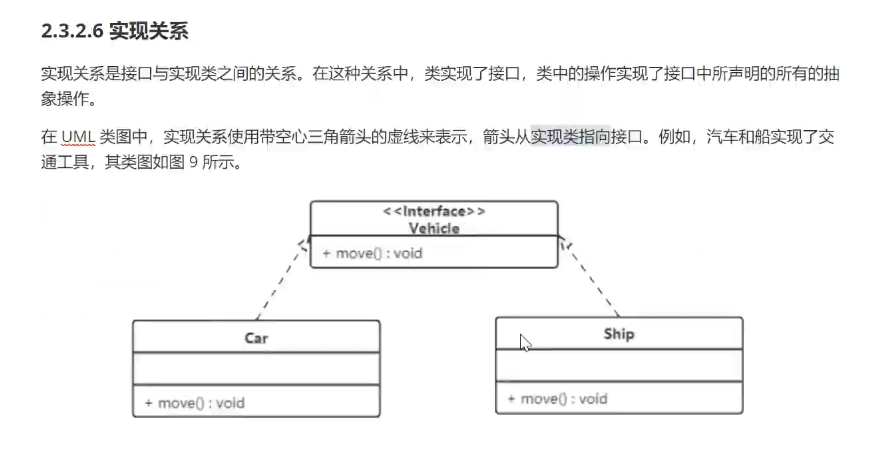 2.3.2.6 实现关系
实现关系是接口与实现类之间的关系。在这种关系中，类实现了接口，类中的操作实现了接口中所声明的所有的抽
象操作。
在 UML 类图中，实现关系使用带空心三角箭头的虚线来表示，箭头从实现类指向接口。例如，汽车和船实现了交
通工具，其类图如图 9 所示。
<<Interface>>
Vehicle
+ move() : void
Car
+ move() : void
Ship
+ move() : void